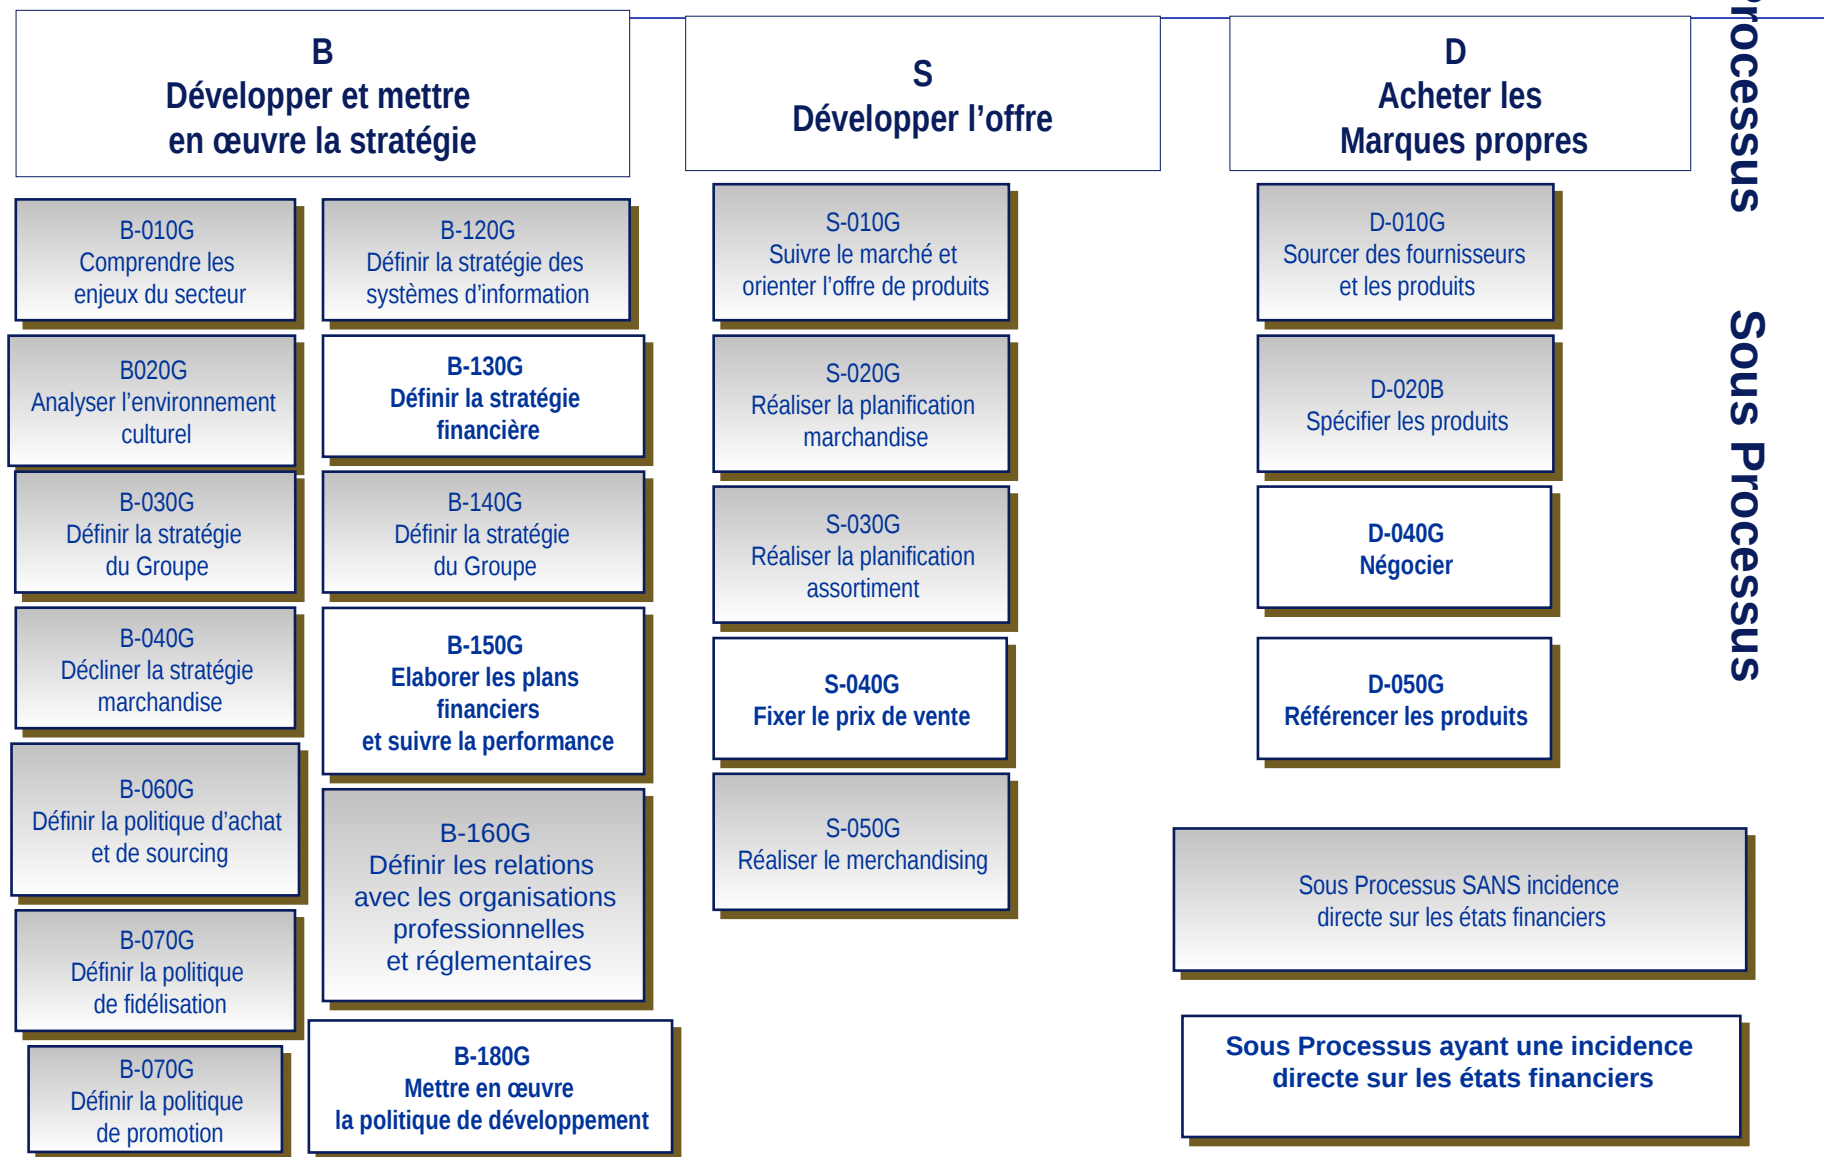 B
Développer et mettre
en œuvre la stratégie
S
Développer l’offre
D
Acheter les
Marques propres
Processus
Sous Processus
B-010G
Comprendre les
enjeux du secteur
B020G
Analyser l’environnement
culturel
B-030G
Définir la stratégie
du Groupe
B-040G
Décliner la stratégie
marchandise
B-060G
Définir la politique d’achat
et de sourcing
B-070G
Définir la politique
de fidélisation
B-070G
Définir la politique
de promotion
B-120G
Définir la stratégie des
systèmes d’information
B-130G
Définir la stratégie
financière
B-140G
Définir la stratégie
du Groupe
B-150G
Elaborer les plans
financiers
et suivre la performance
B-160G
Définir les relations
avec les organisations
professionnelles
et réglementaires
B-180G
Mettre en œuvre
la politique de développement
S-010G
Suivre le marché et
orienter l’offre de produits
S-020G
Réaliser la planification
marchandise
S-030G
Réaliser la planification
assortiment
S-040G
Fixer le prix de vente
S-050G
Réaliser le merchandising
D-010G
Sourcer des fournisseurs
et les produits
D-020B
Spécifier les produits
D-040G
Négocier
D-050G
Référencer les produits
Sous Processus SANS incidence
directe sur les états financiers
Sous Processus ayant une incidence
directe sur les états financiers